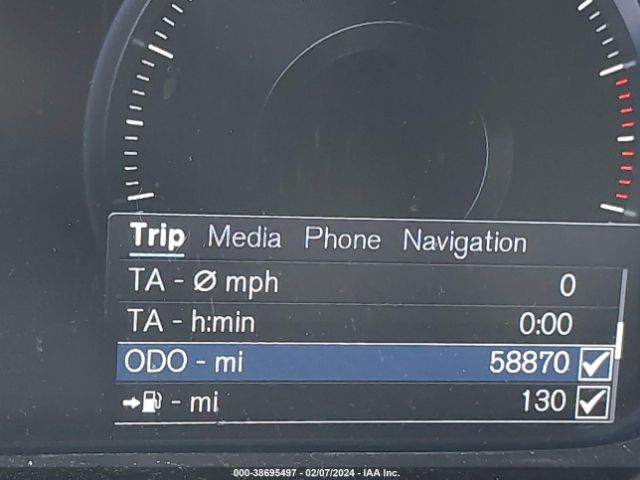 Trip Media Phone Navigation
TA - Ø mph 0
TA - h:min 0:00
ODO - mi 58870
- mi 130
000-38695497 - 02/07/2024 - IAA Inc.